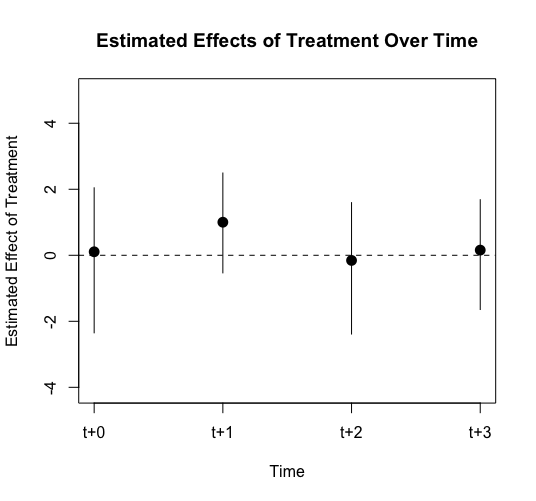 Estimated Effects of Treatment Over Time
Estimated Effect of Treatment
4
2
0
-2
-4
t+0 t+1 t+2 t+3
Time